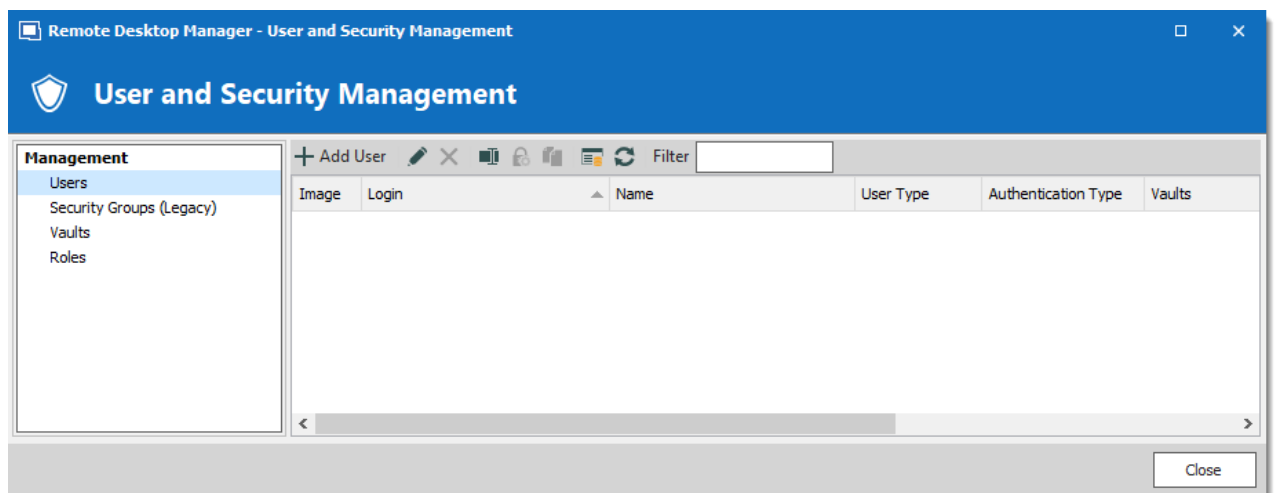 Remote Desktop Manager - User and Security Management
User and Security Management
Management
Users
Security Groups (Legacy)
Vaults
Roles
Add User
Filter
Image Login Name User Type Authentication Type Vaults
Close